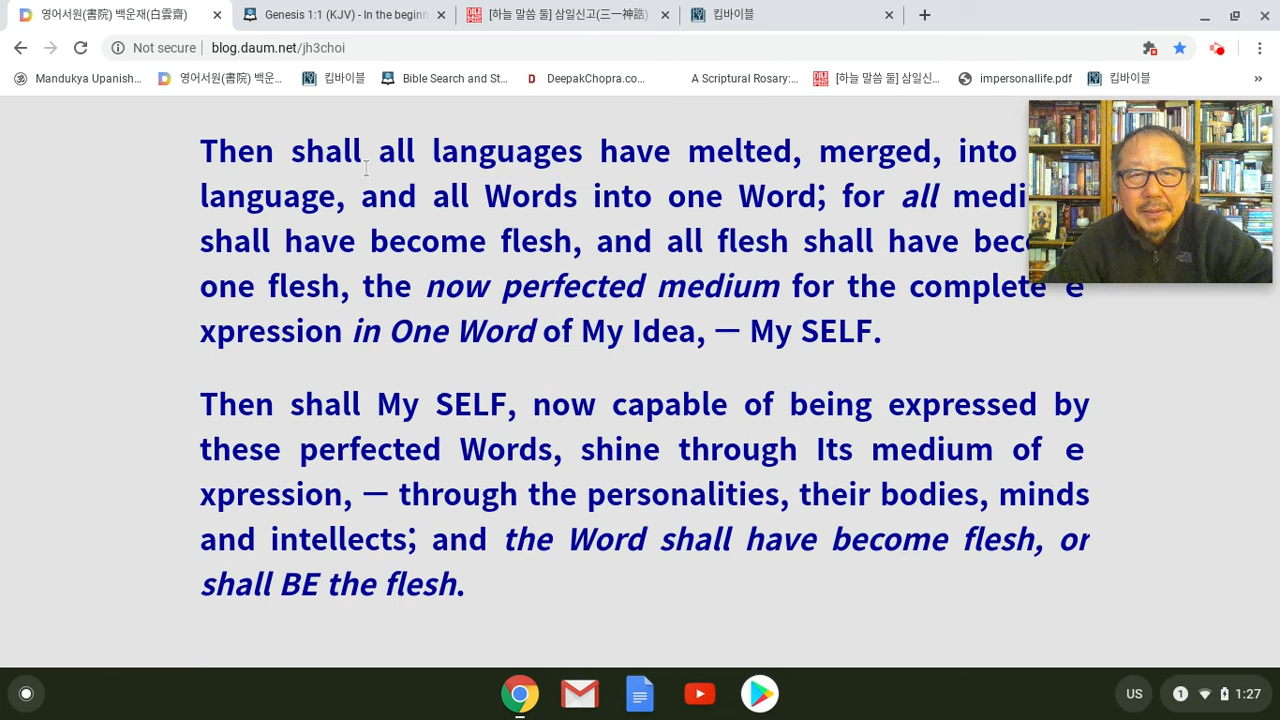 영어서원(書院) 백운재(白雲齋)
Genesis 1:1 (KJV) - In the beginn
[하늘 말씀 둘] 삼일신고(三一神誥)
킵바이블
Not secure
blog.daum.net/jh3choi
Mandukya Upanish...
영어서원(書院) 백운...
킵바이블
Bible Search and St...
DeepakChopra.co...
A Scriptural Rosary:...
[하늘 말씀 둘] 삼일신...
impersonallife.pdf
킵바이블
»
Then shall all languages have melted, merged, into
language, and all Words into one Word; for all medi
shall have become flesh, and all flesh shall have beco
one flesh, the now perfected medium for the complete e
xpression in One Word of My Idea, — My SELF.
Then shall My SELF, now capable of being expressed by
these perfected Words, shine through Its medium of e
xpression, — through the personalities, their bodies, minds
and intellects; and the Word shall have become flesh, or
shall BE the flesh.
US
1
1:27